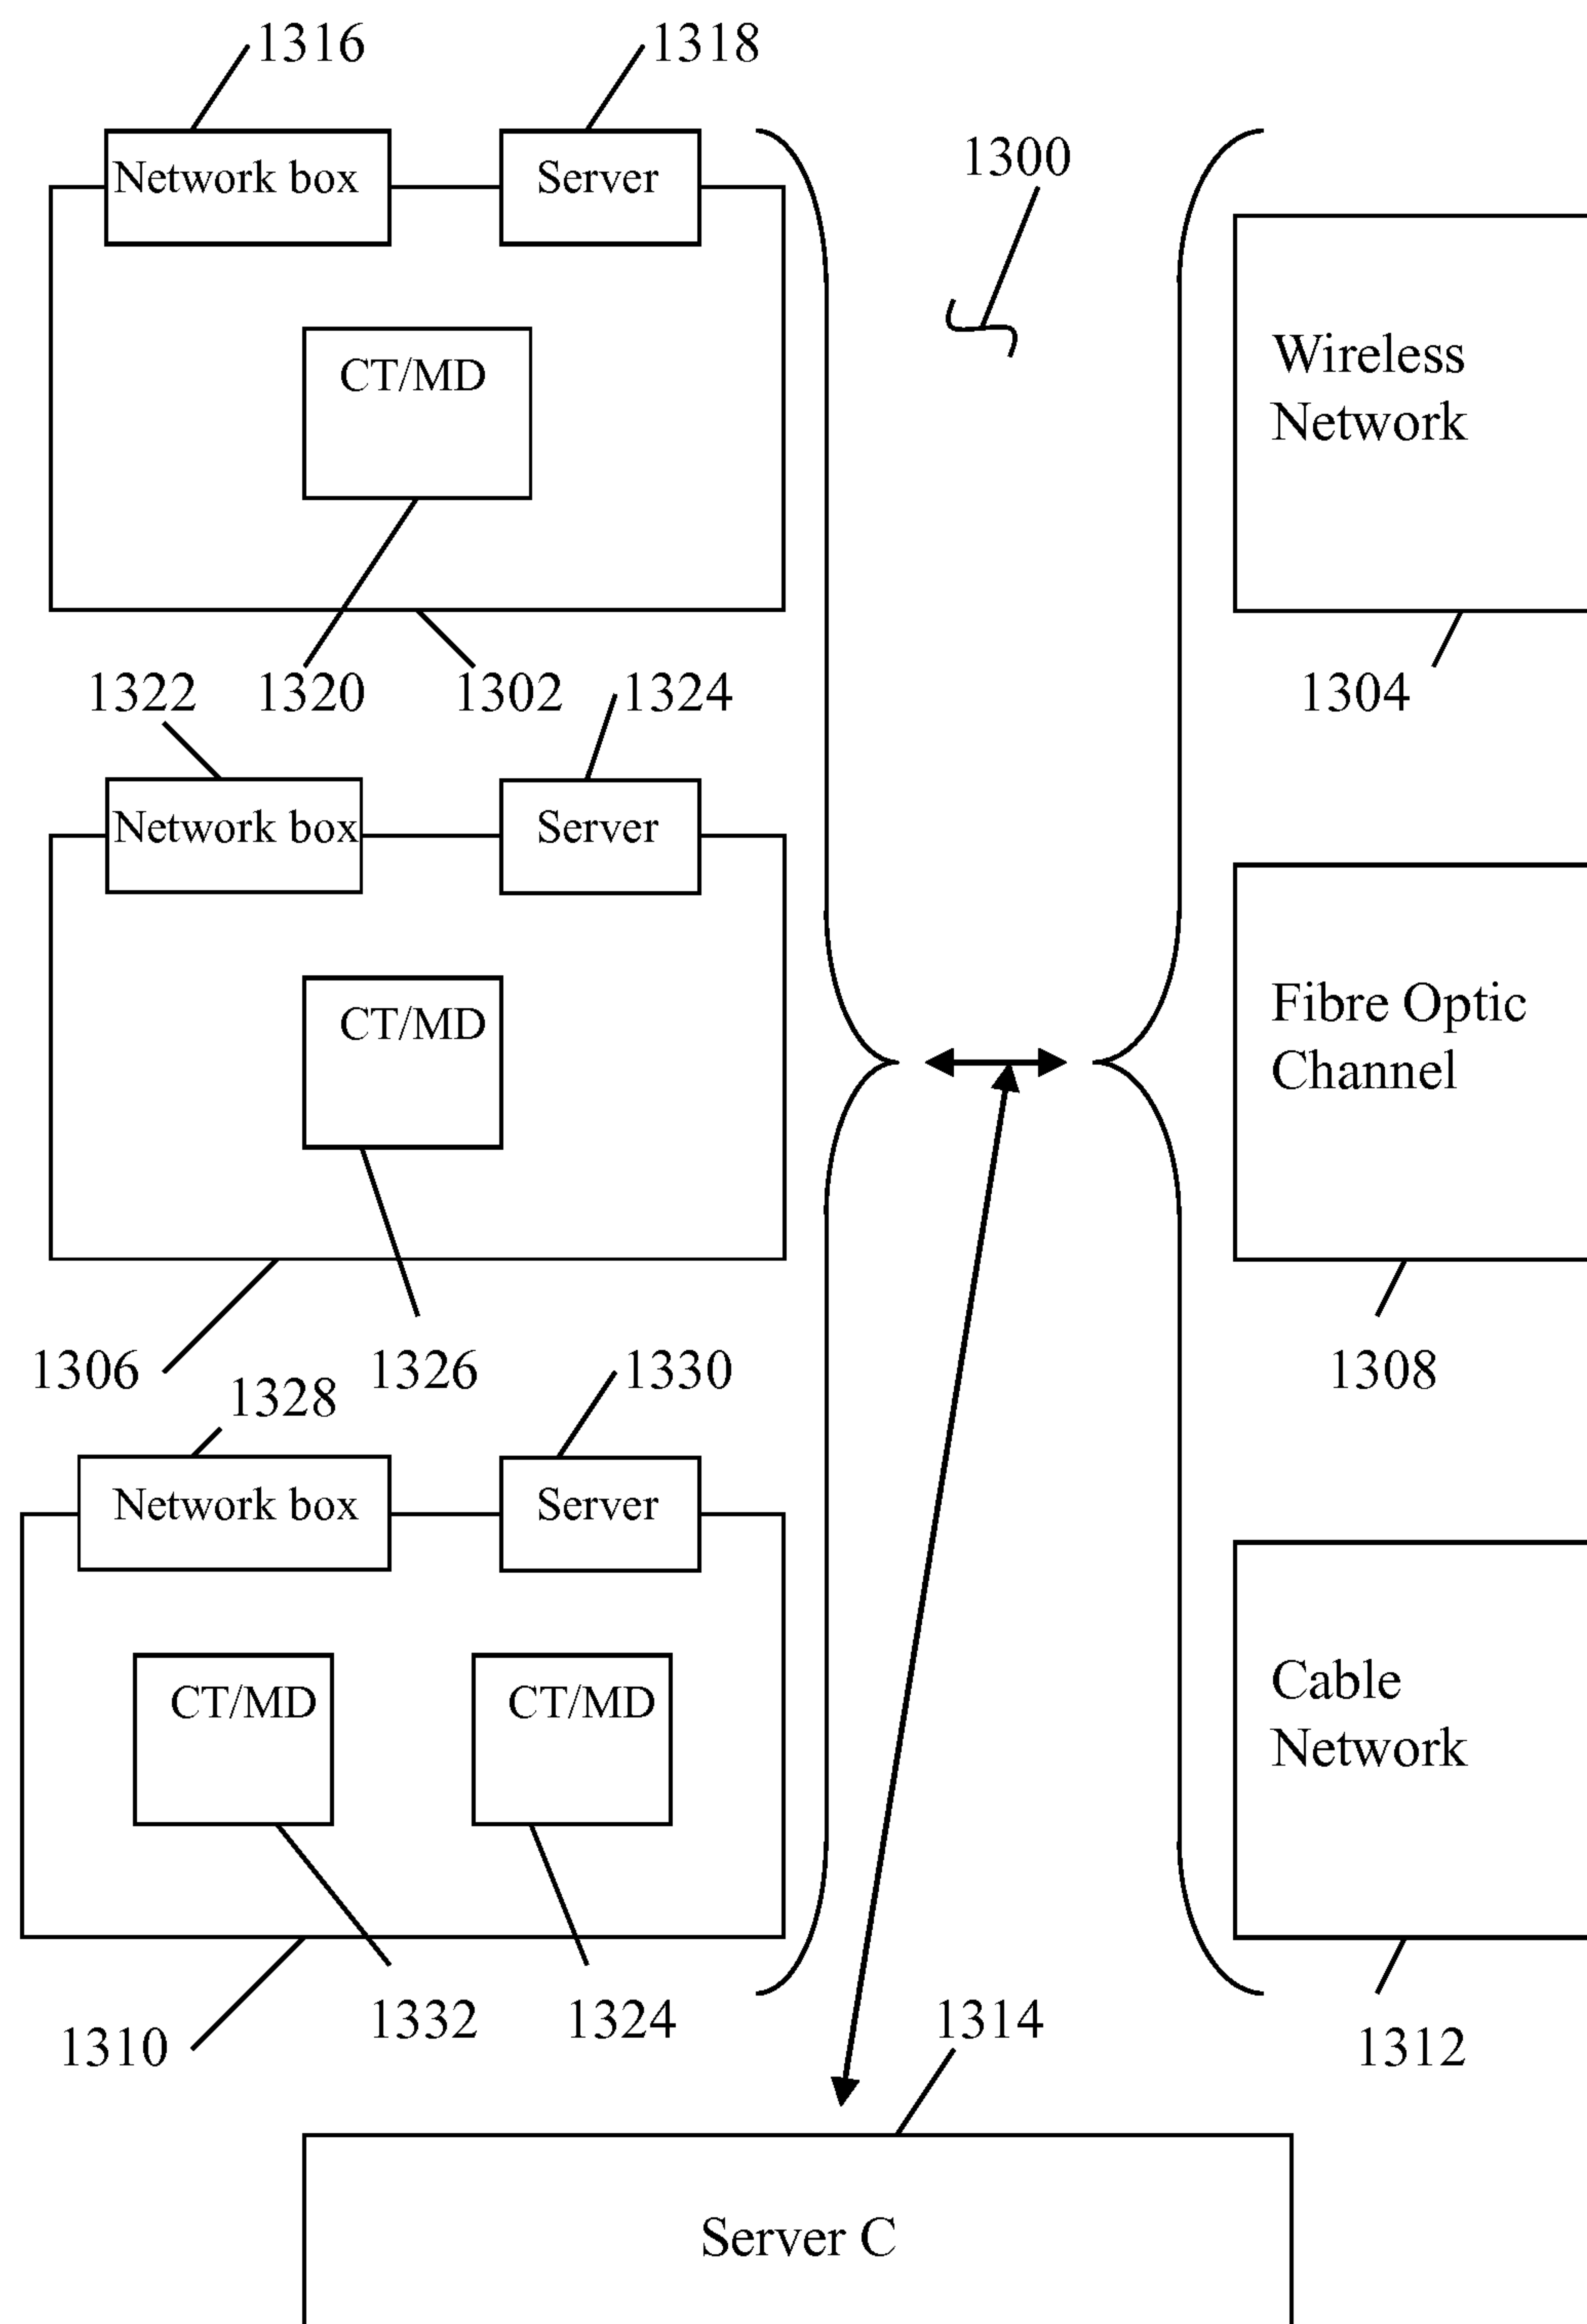 1316
1318
1300
Network box
Server
CT/MD
Wireless
Network
1322
1320
1302
1324
1304
Network box
Server
CT/MD
Fibre Optic
Channel
1306
1326
1330
1308
1328
Network box
Server
CT/MD
CT/MD
Cable
Network
1332
1324
1314
1310
1312
Server C